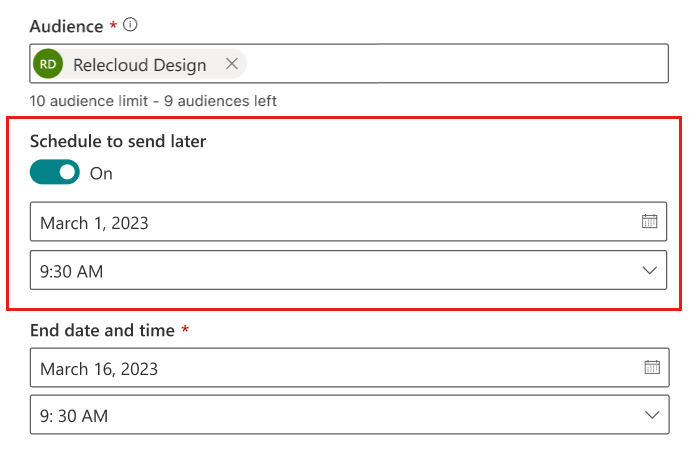 Audience *
RD Relecloud Design
10 audience limit - 9 audiences left
Schedule to send later
On
March 1, 2023
9:30 AM
End date and time *
March 16, 2023
9: 30 AM